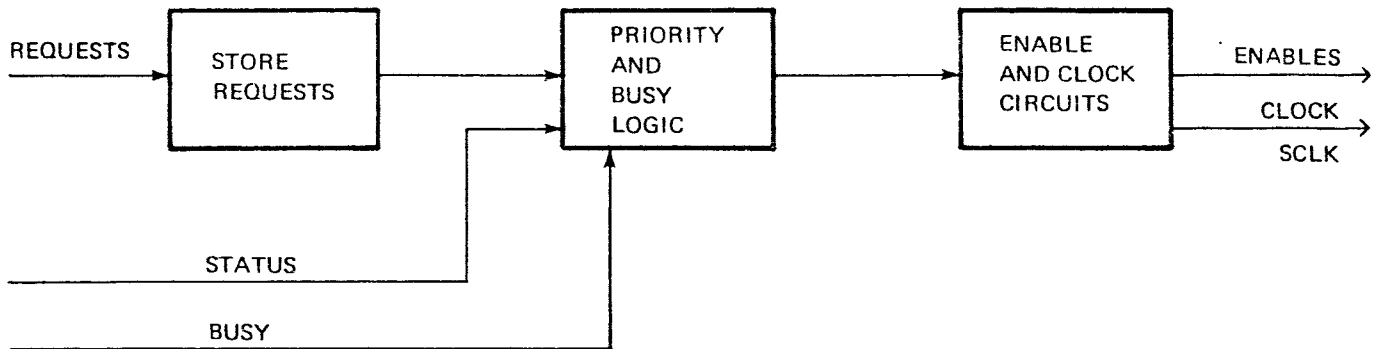 REQUESTS
STORE
REQUESTS
PRIORITY
AND
BUSY
LOGIC
ENABLE
AND CLOCK
CIRCUITS
ENABLES
CLOCK
SCLK
STATUS
BUSY